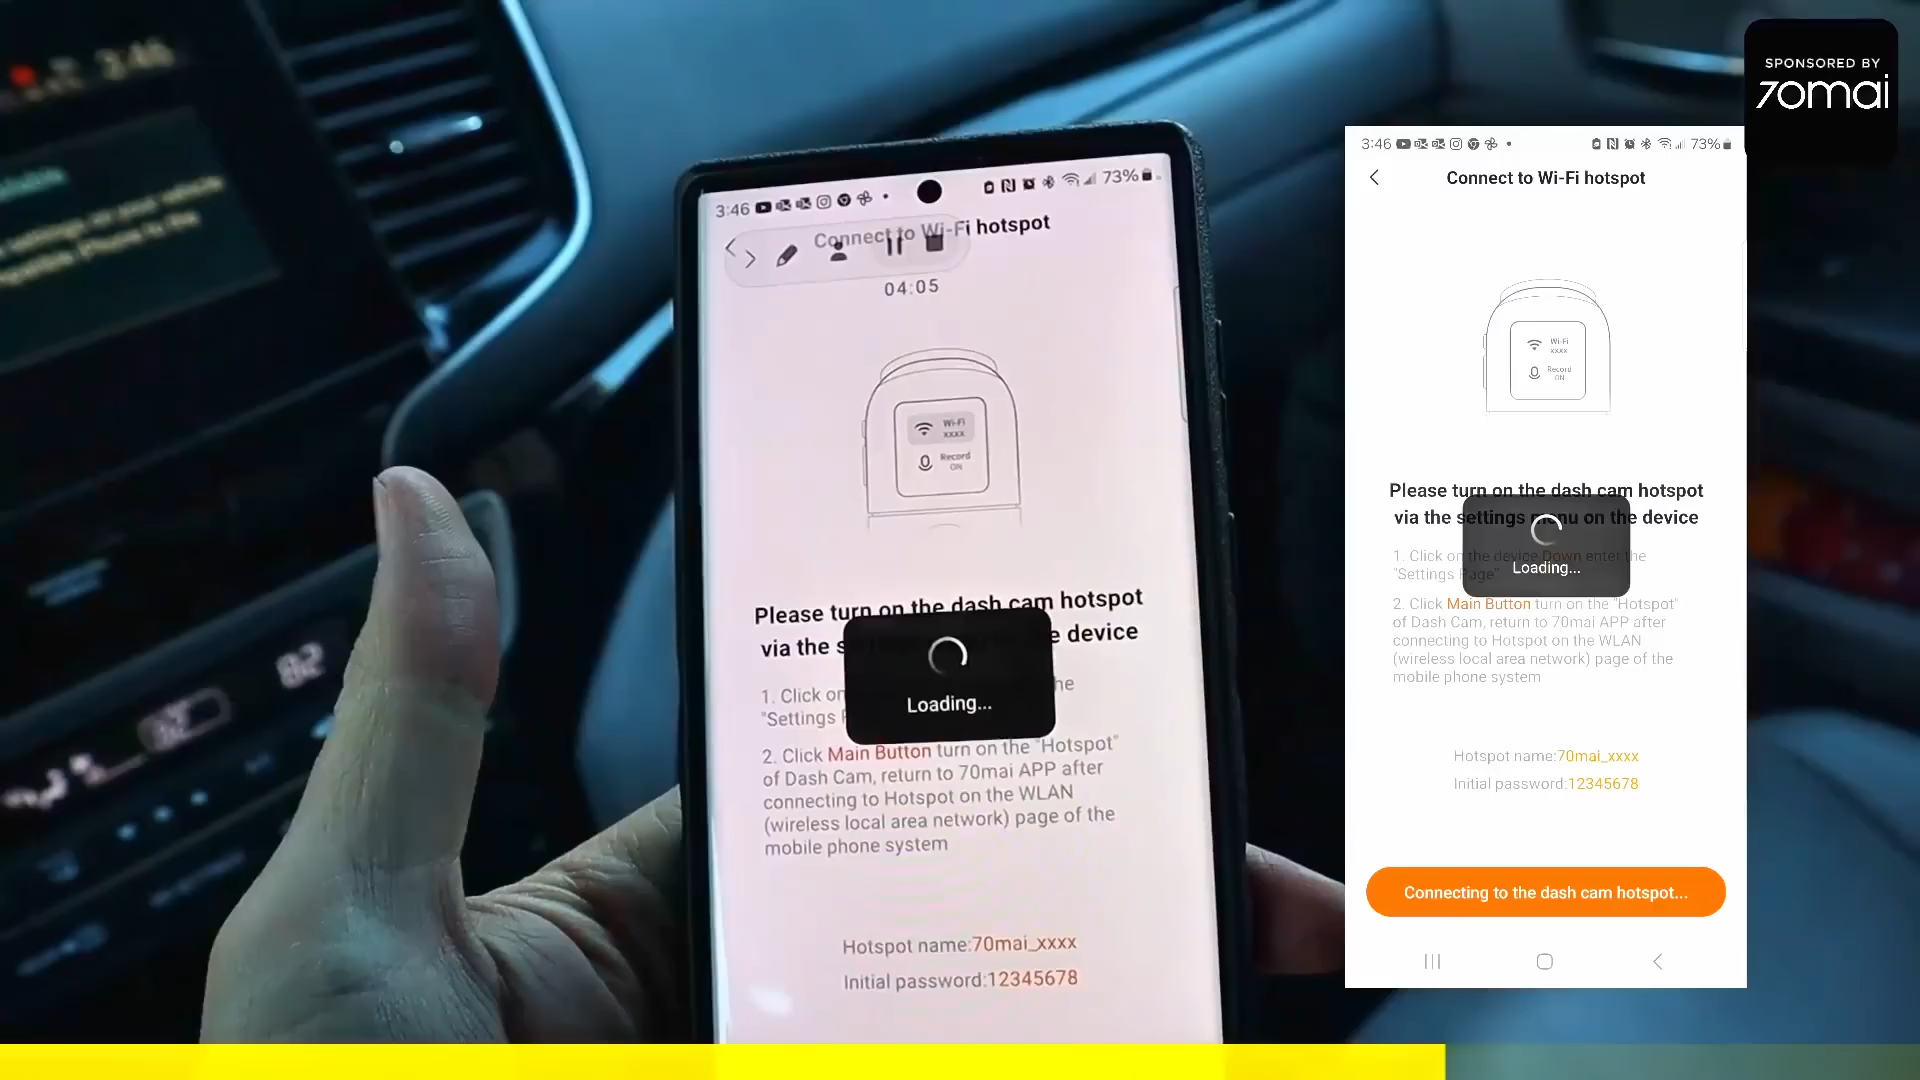 3:46
82
3:46
73%
Connect to Wi-Fi hotspot
04:05
Wi-Fi
xxxx
Record
ON
Please turn on the dash cam hotspot
via the s e device
1. Click on he
"Settings
Loading...
2. Click Main Button turn on the "Hotspot"
of Dash Cam, return to 70mai APP after
connecting to Hotspot on the WLAN
(wireless local area network) page of the
mobile phone system
Hotspot name:70mai_xxxx
Initial password:12345678
SPONSORED BY
70mai
3:46
73%
Connect to Wi-Fi hotspot
Wi-Fi
xxxx
Record
ON
Please turn on the dash cam hotspot
via the settings menu on the device
1. Click on the device Down enter the
"Settings Page"
Loading...
2. Click Main Button turn on the "Hotspot"
of Dash Cam, return to 70mai APP after
connecting to Hotspot on the WLAN
(wireless local area network) page of the
mobile phone system
Hotspot name:70mai_xxxx
Initial password:12345678
Connecting to the dash cam hotspot...